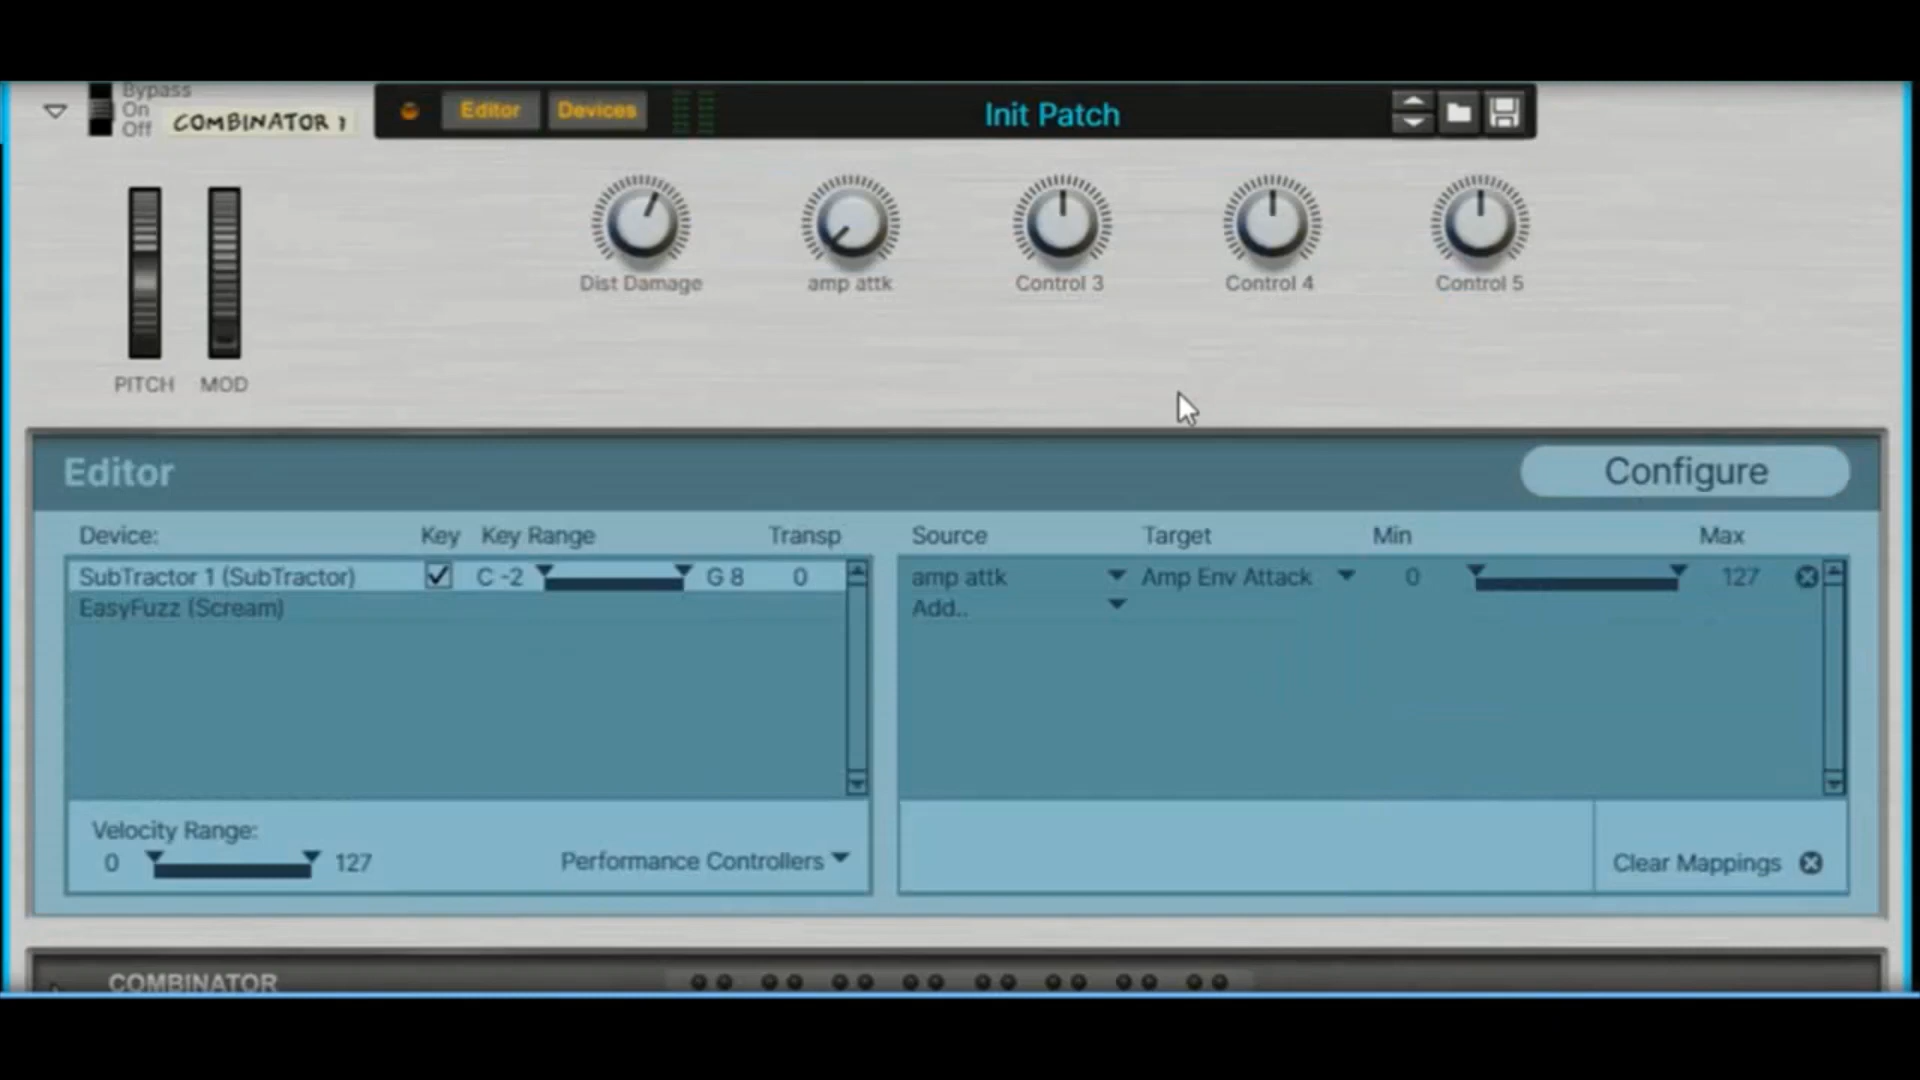 Bypass
On
Off
COMBINATOR 1
Editor
Devices
Init Patch
Dist Damage
amp attk
Control 3
Control 4
Control 5
PITCH
MOD
Editor
Configure
Device: Key Key Range Transp
SubTractor 1 (SubTractor) C -2 G 8 0
EasyFuzz (Scream)
Velocity Range:
0 127
Performance Controllers
Source Target Min Max
amp attk Amp Env Attack 0 127
Add..
Clear Mappings
COMBINATOR